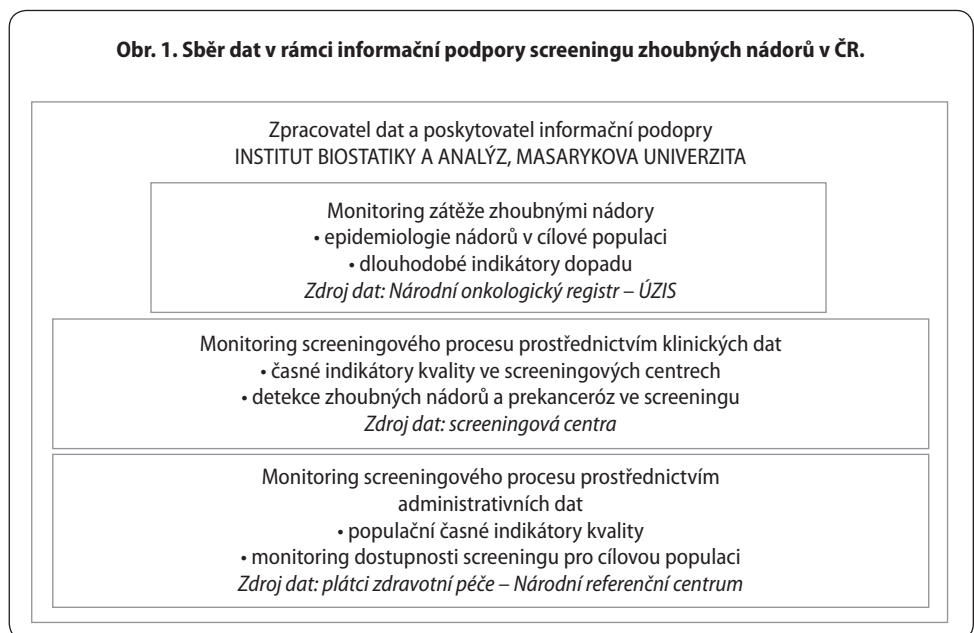 Obr. 1. Sběr dat v rámci informační podpory screeningu zhoubných nádorů v ČR.
Zpracovatel dat a poskytovatel informační podopry
INSTITUT BIOSTATIKY A ANALÝZ, MASARYKOVA UNIVERZITA
Monitoring zátěže zhoubnými nádory
• epidemiologie nádorů v cílové populaci
• dlouhodobé indikátory dopadu
Zdroj dat: Národní onkologický registr – ÚZIS
Monitoring screeningového procesu prostřednictvím klinických dat
• časné indikátory kvality ve screeningových centrech
• detekce zhoubných nádorů a prekanceróz ve screeningu
Zdroj dat: screeningová centra
Monitoring screeningového procesu prostřednictvím
administrativních dat
• populační časné indikátory kvality
• monitoring dostupnosti screeningu pro cílovou populaci
Zdroj dat: plátci zdravotní péče – Národní referenční centrum